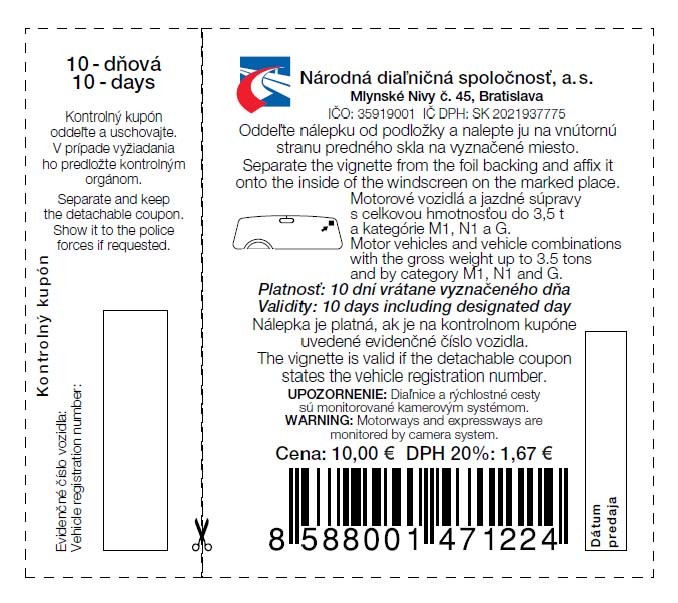 10 - dňová
10 - days
Kontrolný kupón
oddeľte a uschovajte.
V prípade vyžiadania
ho predložte kontrolným
orgánom.
Separate and keep
the detachable coupon.
Show it to the police
forces if requested.
Kontrolný kupón
Evidenčné číslo vozidla:
Vehicle registration number:
Národná diaľničná spoločnosť, a.s.
Mlynské Nivy č. 45, Bratislava
IČO: 35919001 IČ DPH: SK 2021937775
Oddeľte nálepku od podložky a nalepte ju na vnútornú
stranu predného skla na vyznačené miesto.
Separate the vignette from the foil backing and affix it
onto the inside of the windscreen on the marked place.
Motorové vozidlá a jazdné súpravy
s celkovou hmotnosťou do 3,5 t
a kategórie M1, N1 a G.
Motor vehicles and vehicle combinations
with the gross weight up to 3.5 tons
and by category M1, N1 and G.
Platnosť: 10 dní vrátane vyznačeného dňa
Validity: 10 days including designated day
Nálepka je platná, ak je na kontrolnom kupóne
uvedené evidenčné číslo vozidla.
The vignette is valid if the detachable coupon
states the vehicle registration number.
UPOZORNENIE: Diaľnice a rýchlostné cesty
sú monitorované kamerovým systémom.
WARNING: Motorways and expressways are
monitored by camera system.
Cena: 10,00 € DPH 20%: 1,67 €
8 588001 471224
Dátum
predaja